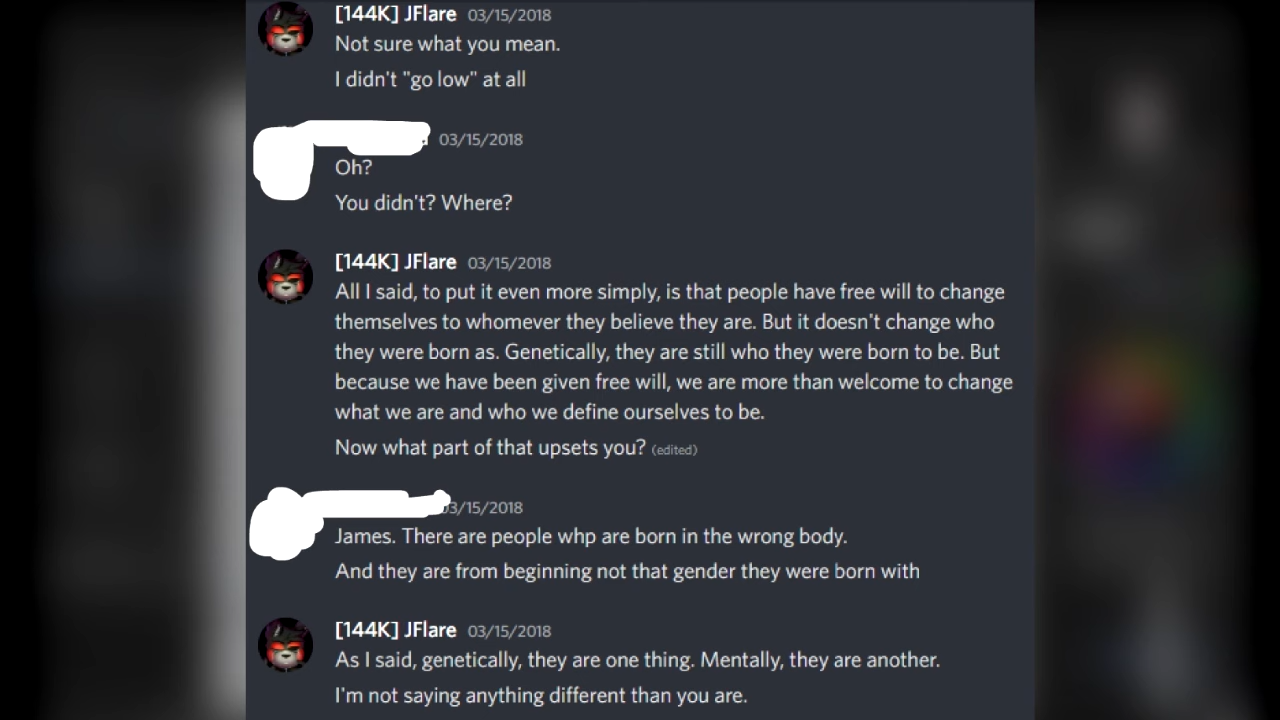 [144K] JFlare 03/15/2018
Not sure what you mean.
I didn't "go low" at all
03/15/2018
Oh?
You didn't? Where?
[144K] JFlare 03/15/2018
All I said, to put it even more simply, is that people have free will to change
themselves to whomever they believe they are. But it doesn't change who
they were born as. Genetically, they are still who they were born to be. But
because we have been given free will, we are more than welcome to change
what we are and who we define ourselves to be.
Now what part of that upsets you? (edited)
03/15/2018
James. There are people whp are born in the wrong body.
And they are from beginning not that gender they were born with
[144K] JFlare 03/15/2018
As I said, genetically, they are one thing. Mentally, they are another.
I'm not saying anything different than you are.